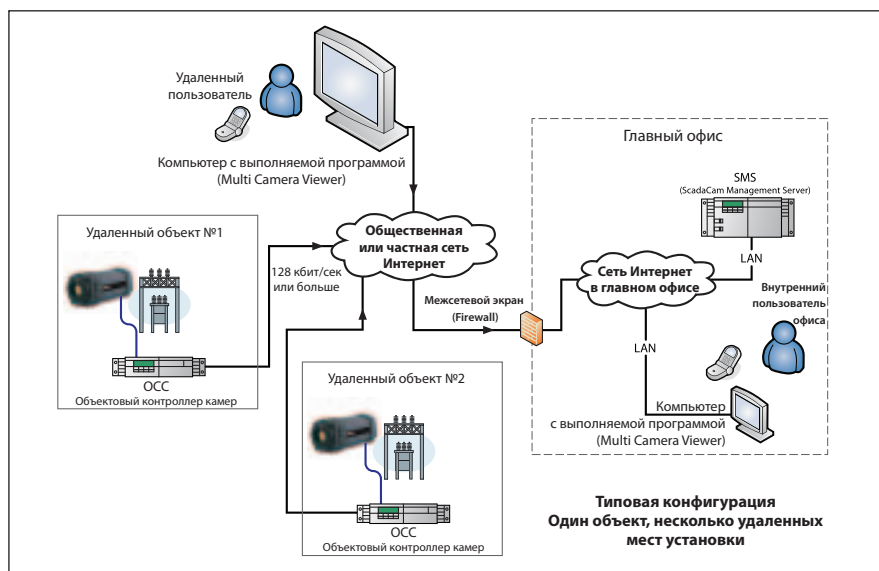 Удаленный
пользователь
Компьютер с выполняемой программой
(Multi Camera Viewer)
Главный офис
SMS
(ScadaCam Management Server)
Удаленный объект №1
Общественная
или частная сеть
Интернет
128 кбит/сек
или больше
LAN
Сеть Интернет
в главном офисе
Межсетевой экран
(Firewall)
Внутренний
пользователь
офиса
LAN
OCC
Объектовый контроллер камер
Удаленный объект №2
Компьютер
с выполняемой программой
(Multi Camera Viewer)
OCC
Объектовый контроллер камер
Типовая конфигурация
Один объект, несколько удаленных
мест установки